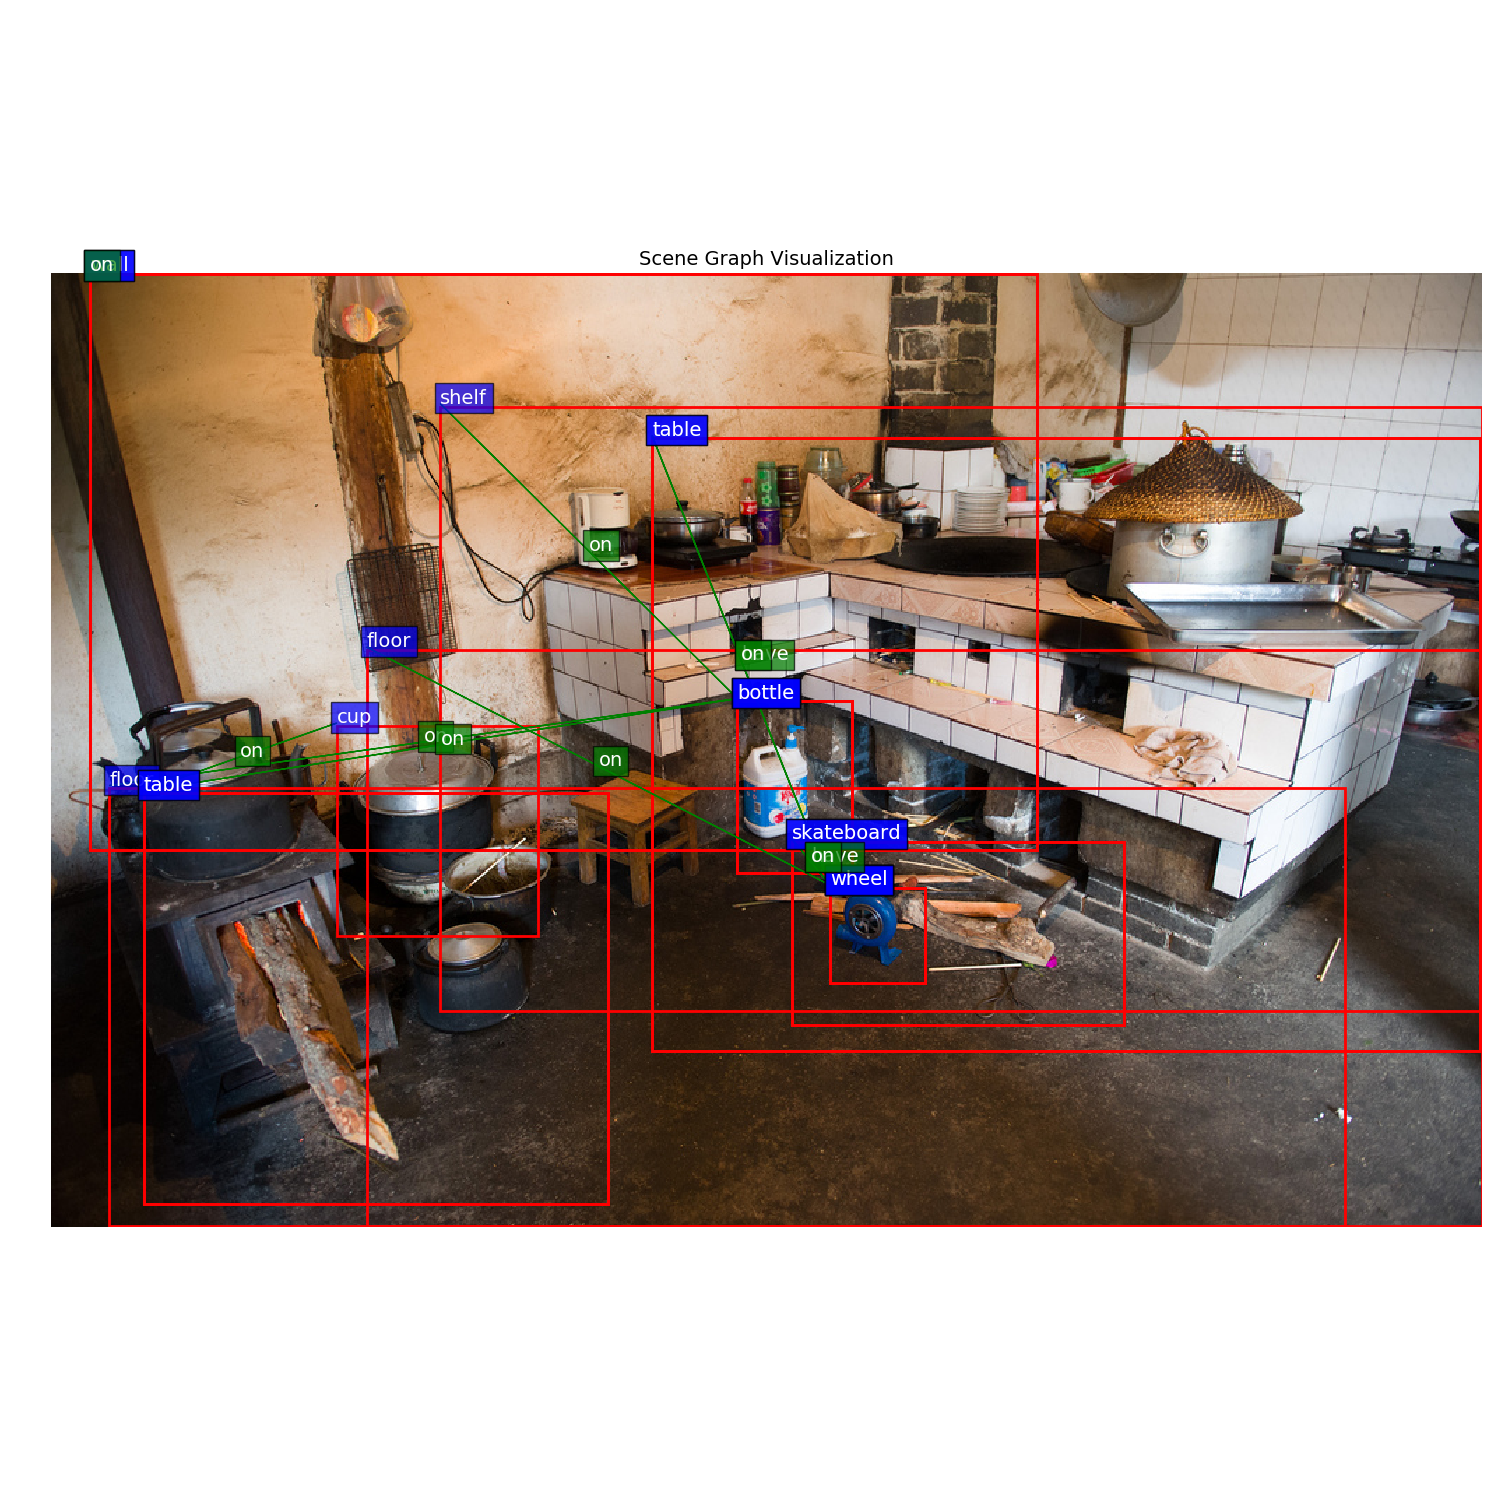 Scene Graph Visualization
on
shelf
table
on
floor
on
bottle
cup
on
on
on
table
skateboard
on
wheel